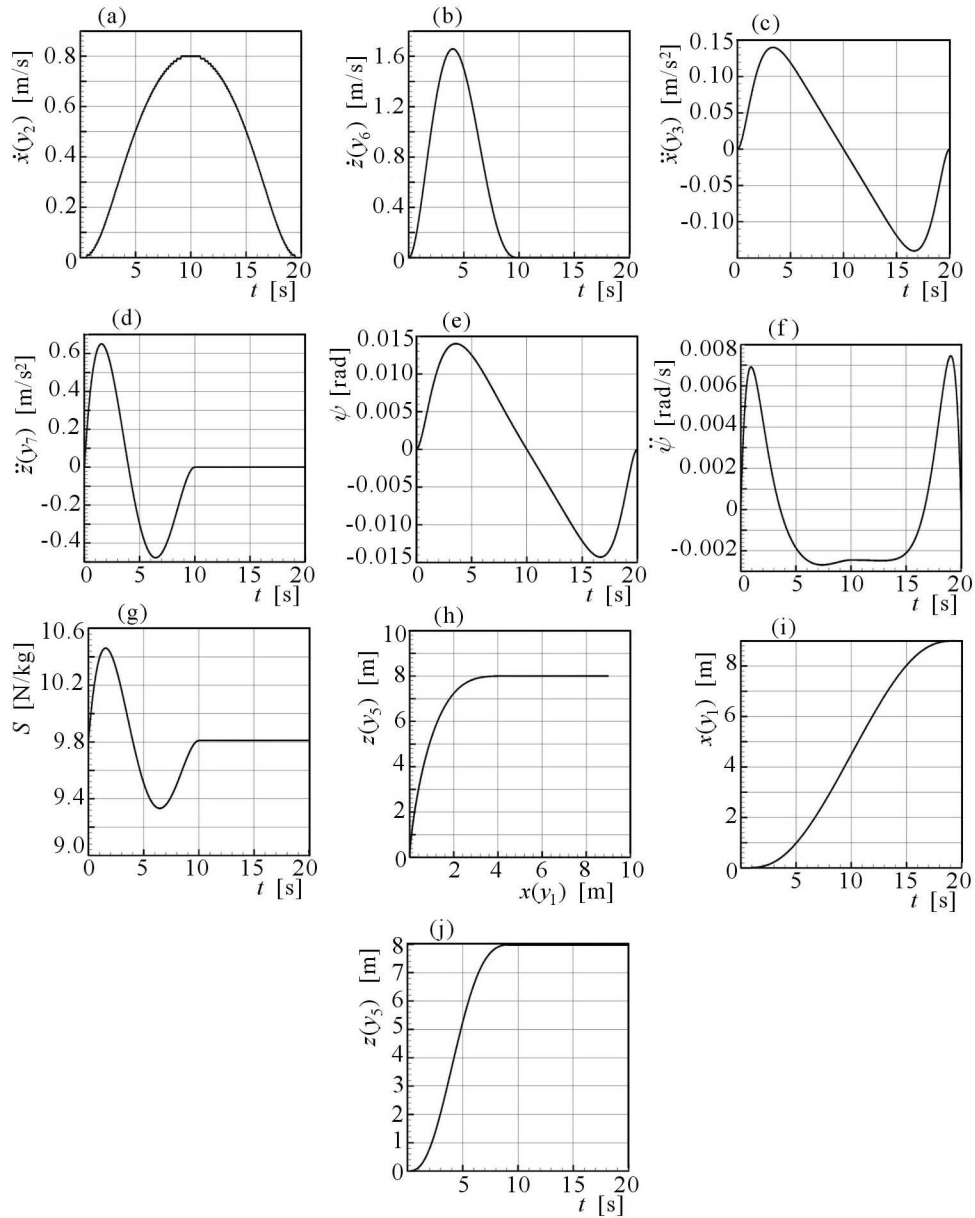 (a)
ẋ(y₂) [m/s]
0.8
0.6
0.4
0.2
0
0 5 10 15 20
t [s]
(b)
ż(y₆) [m/s]
1.6
1.2
0.8
0.4
0
0 5 10 15 20
t [s]
(c)
ẍ(y₃) [m/s²]
0.15
0.10
0.05
0
-0.05
-0.10
0 5 10 15 20
t [s]
(d)
z̈(y₇) [m/s²]
0.6
0.4
0.2
0
-0.2
-0.4
0 5 10 15 20
t [s]
(e)
ψ [rad]
0.015
0.010
0.005
0
-0.005
-0.010
-0.015
0 5 10 15 20
t [s]
(f)
ψ̈ [rad/s]
0.008
0.006
0.004
0.002
0
-0.002
0 5 10 15 20
t [s]
(g)
S [N/kg]
10.6
10.2
9.8
9.4
9.0
0 5 10 15 20
t [s]
(h)
z(y₅) [m]
10
8
6
4
2
0
2 4 6 8 10
x(y₁) [m]
(i)
x(y₁) [m]
8
6
4
2
0
5 10 15 20
t [s]
(j)
z(y₅) [m]
8
7
6
5
4
3
2
1
0
5 10 15 20
t [s]